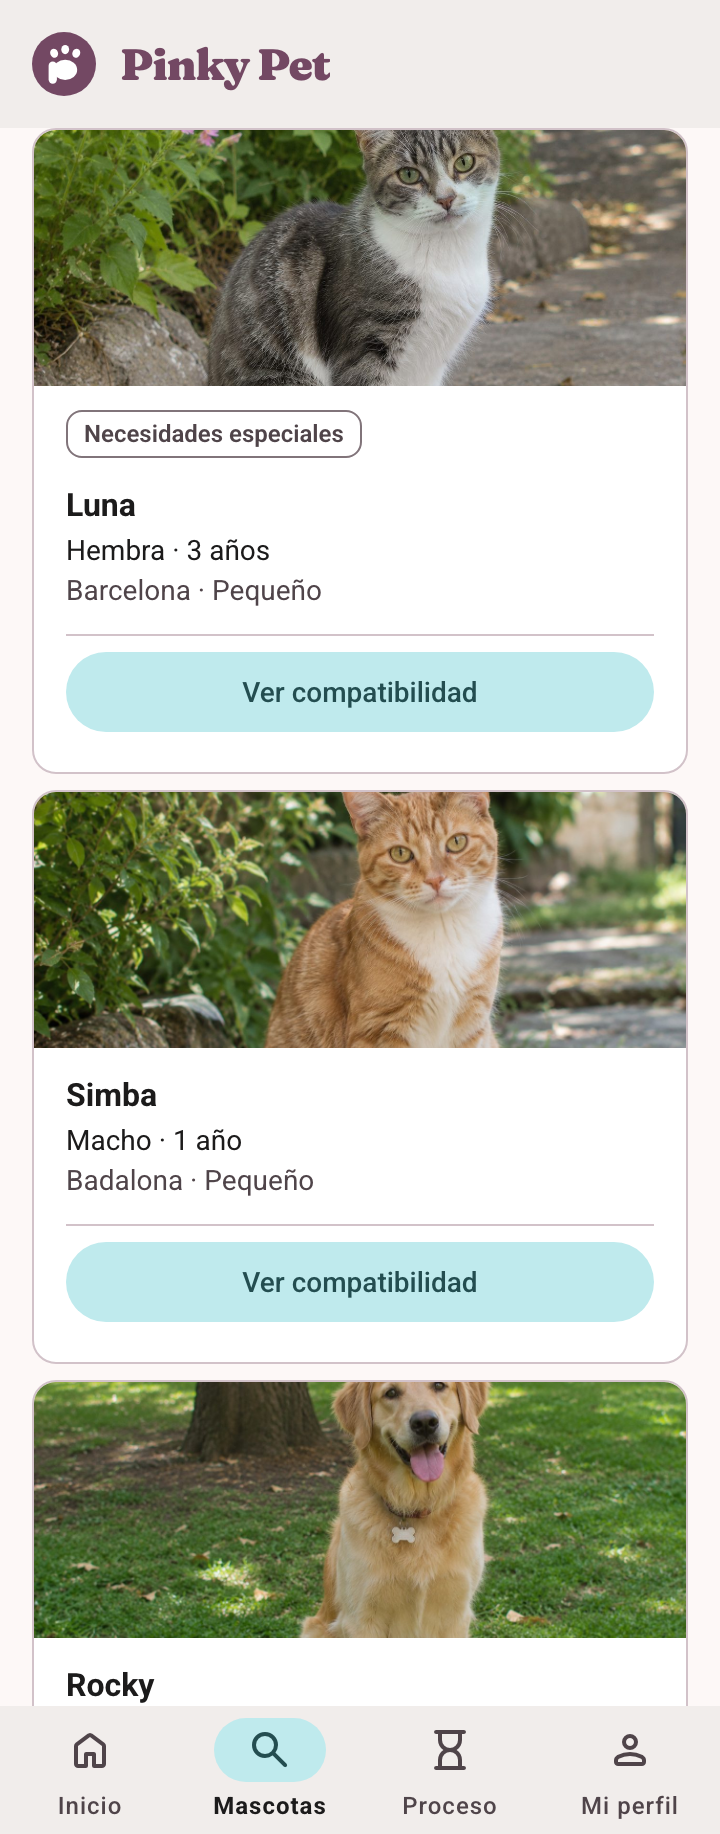 Pinky Pet
Necesidades especiales
Luna
Hembra · 3 años
Barcelona · Pequeño
Ver compatibilidad
Simba
Macho · 1 año
Badalona · Pequeño
Ver compatibilidad
Rocky
Inicio
Mascotas
Proceso
Mi perfil